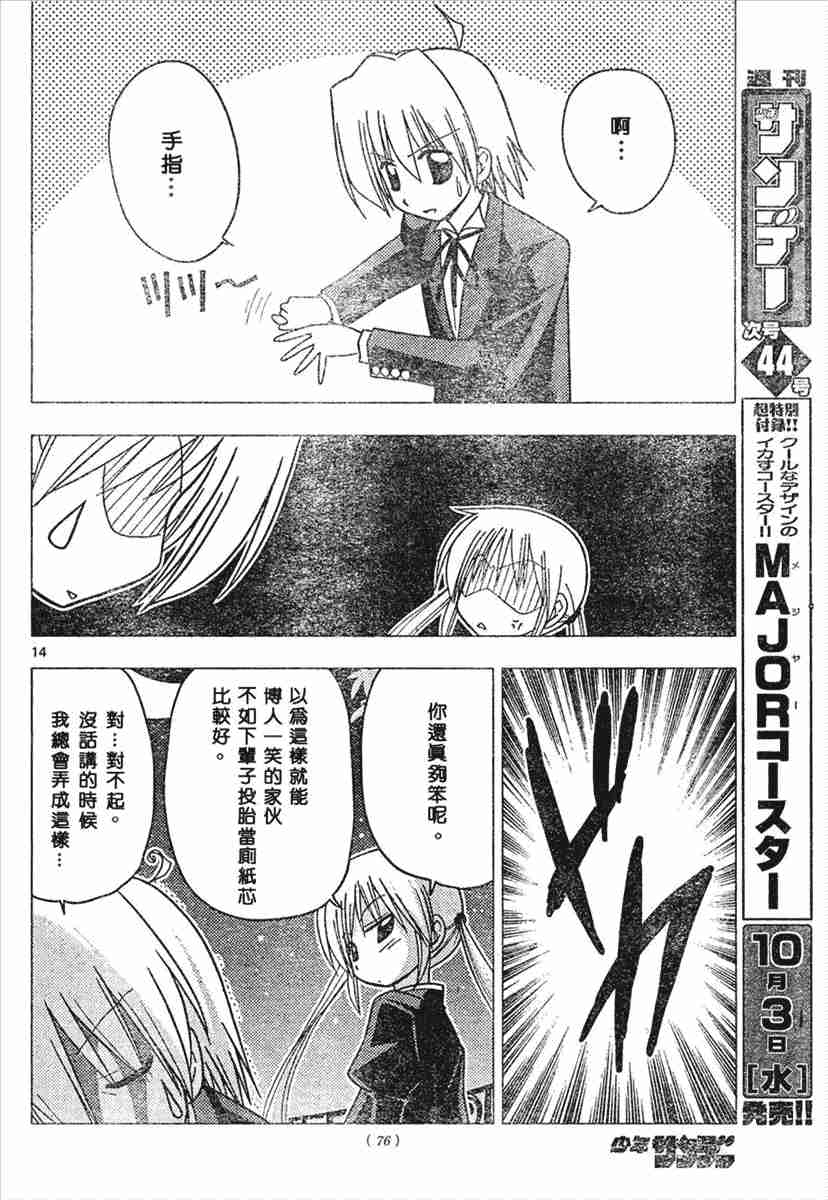 啊…
手指…
14
ドカ
你還眞夠笨呢。
以爲這樣就能
博人一笑的家伙
不如下輩子投胎當廁紙芯
比較好。
對…對不起。
沒話講的時候
我總會弄成這樣…
( 76 )
週刊
サンデー
次号
44
号
超特別
付録!!
クールなデザインの
イカすコースター!!
MAJORコースター
メジャー
10月3日[水]
発売!!